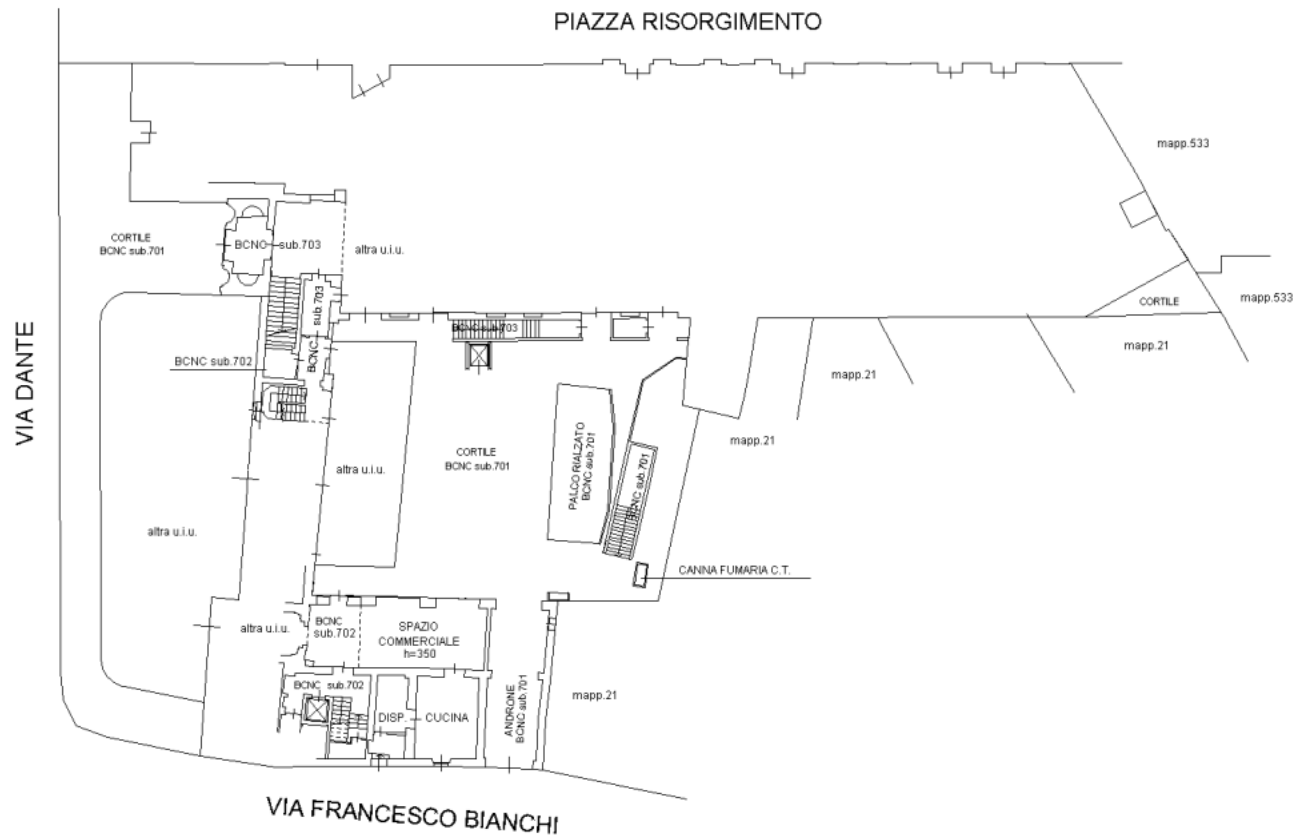 PIAZZA RISORGIMENTO
mapp.533
CORTILE
BCNC sub.701
BCNC sub.703
altra u.i.u.
sub.703
BCNC
mapp.533
CORTILE
BCNC sub.703
mapp.21
mapp.21
VIA DANTE
BCNC sub.702
mapp.21
CORTILE
BCNC sub.701
altra u.i.u.
PALCO RIALZATO
BCNC sub.701
BCNC sub.701
altra u.i.u.
CANNA FUMARIA C.T.
altra u.i.u.
BCNC
sub.702
SPAZIO
COMMERCIALE
h=350
BCNC sub.702
mapp.21
DISP.
CUCINA
ANDRONE
BCNC sub.701
VIA FRANCESCO BIANCHI